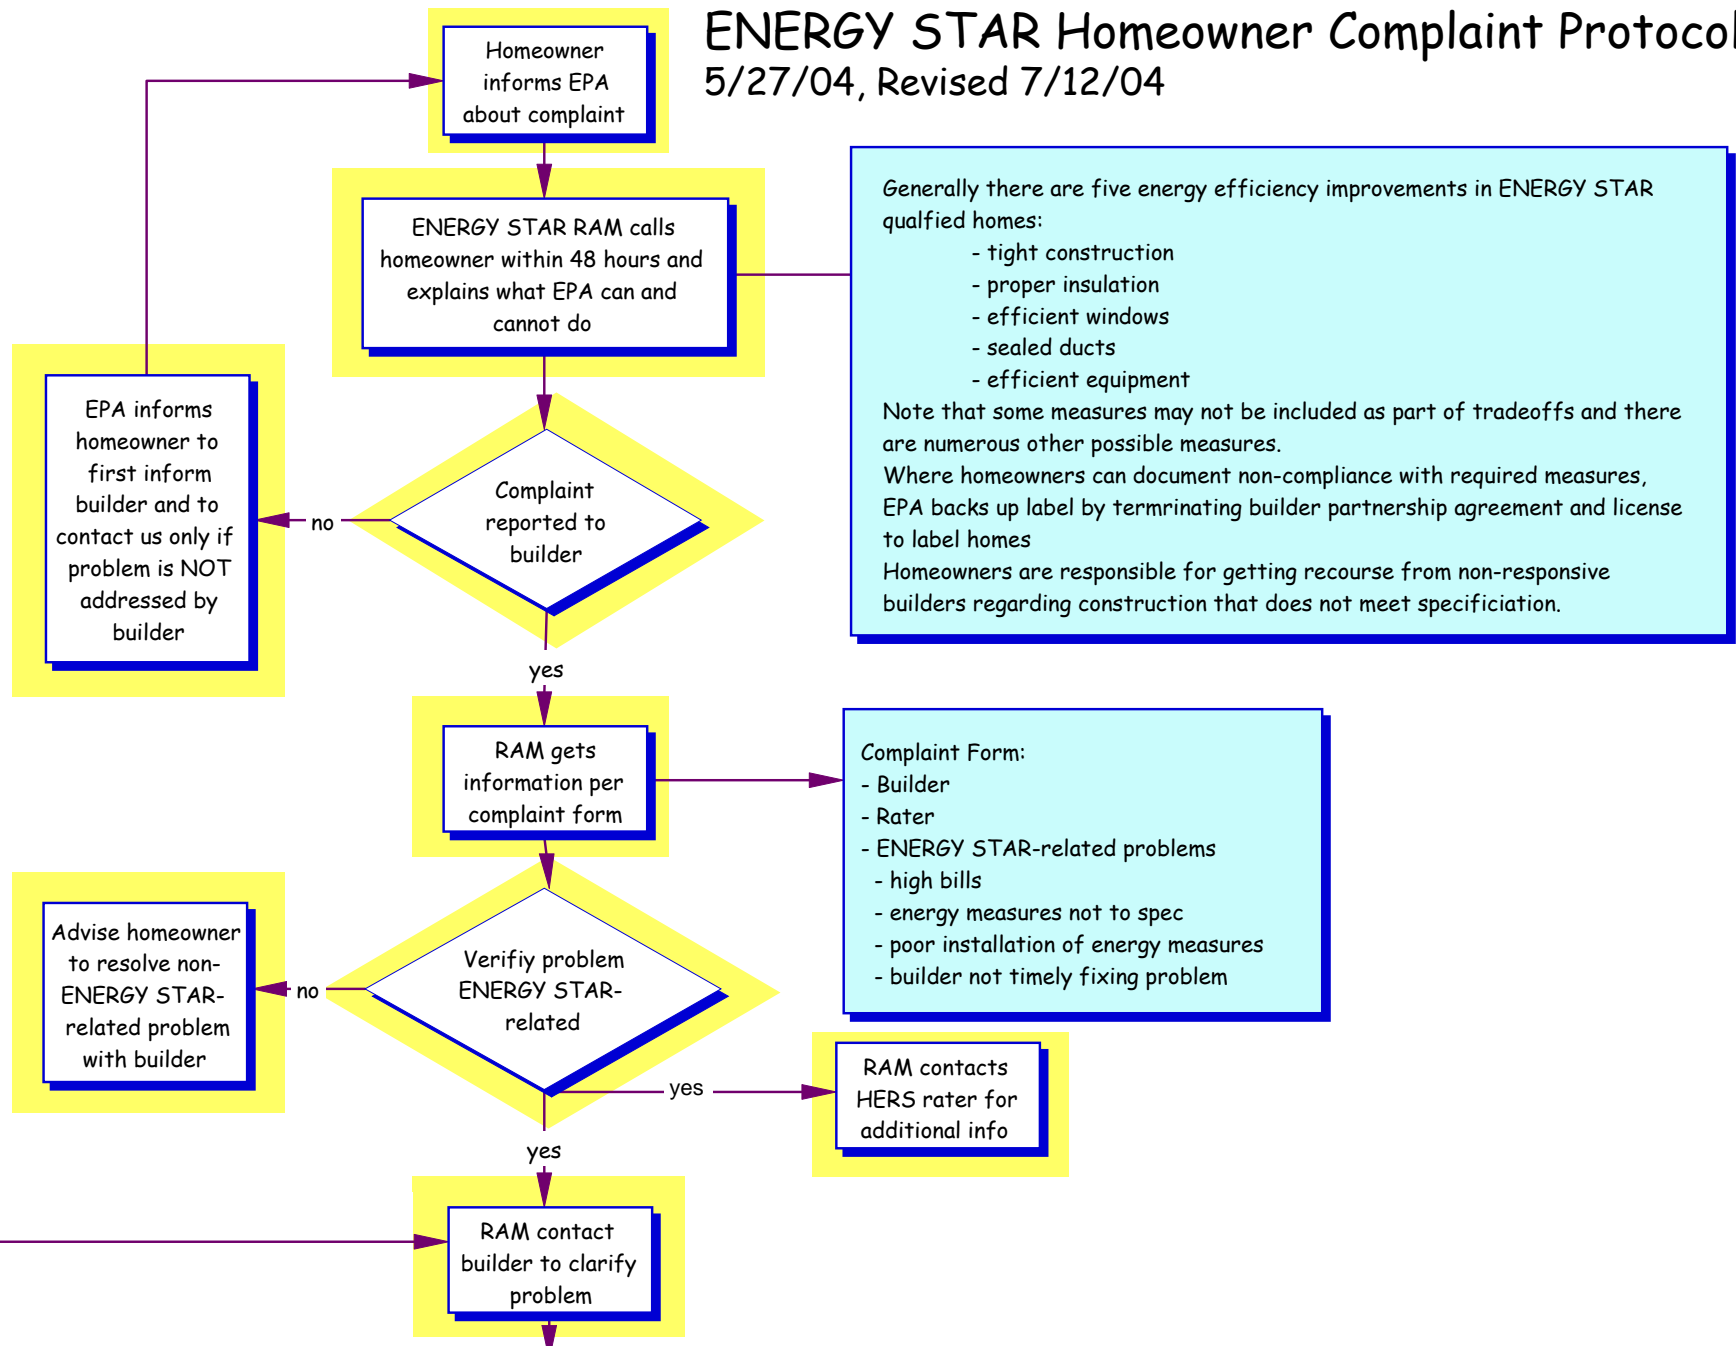 ENERGY STAR Homeowner Complaint Protocol
5/27/04, Revised 7/12/04
Homeowner
informs EPA
about complaint
ENERGY STAR RAM calls
homeowner within 48 hours and
explains what EPA can and
cannot do
Generally there are five energy efficiency improvements in ENERGY STAR
qualfied homes:
- tight construction
- proper insulation
- efficient windows
- sealed ducts
- efficient equipment
Note that some measures may not be included as part of tradeoffs and there
are numerous other possible measures.
Where homeowners can document non-compliance with required measures,
EPA backs up label by termrinating builder partnership agreement and license
to label homes
Homeowners are responsible for getting recourse from non-responsive
builders regarding construction that does not meet specificiation.
EPA informs
homeowner to
first inform
builder and to
contact us only if
problem is NOT
addressed by
builder
no
Complaint
reported to
builder
yes
RAM gets
information per
complaint form
Complaint Form:
- Builder
- Rater
- ENERGY STAR-related problems
- high bills
- energy measures not to spec
- poor installation of energy measures
- builder not timely fixing problem
Advise homeowner
to resolve non-
ENERGY STAR-
related problem
with builder
no
Verifiy problem
ENERGY STAR-
related
yes
RAM contacts
HERS rater for
additional info
yes
RAM contact
builder to clarify
problem